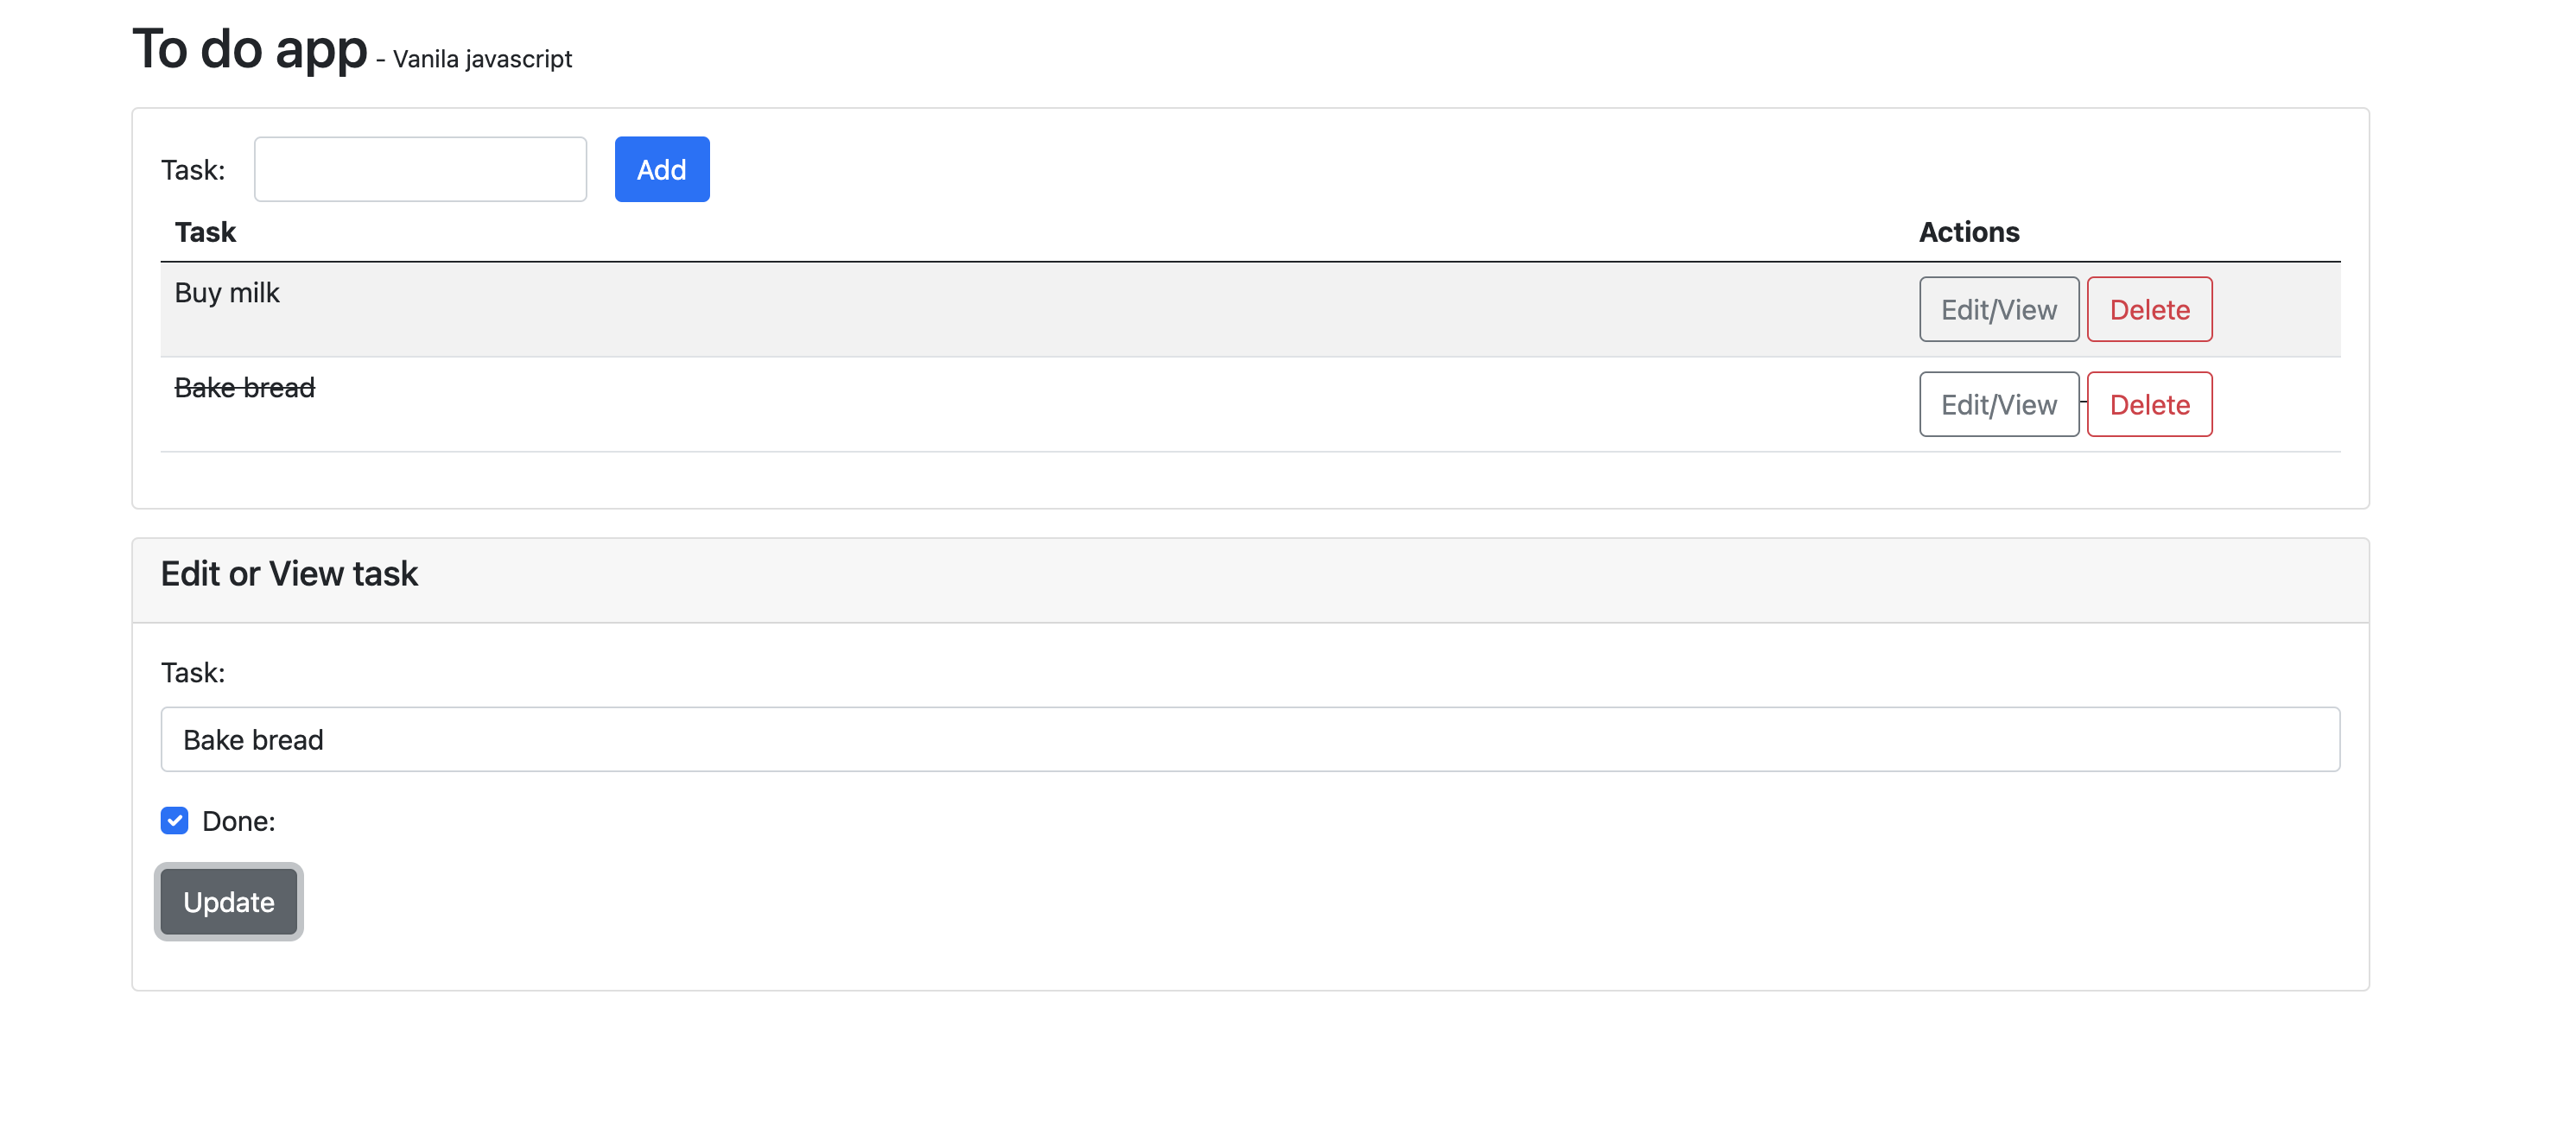 To do app - Vanila javascript
Task: Add
Task Actions
Buy milk Edit/View Delete
Bake bread Edit/View Delete
Edit or View task
Task:
Bake bread
Done:
Update